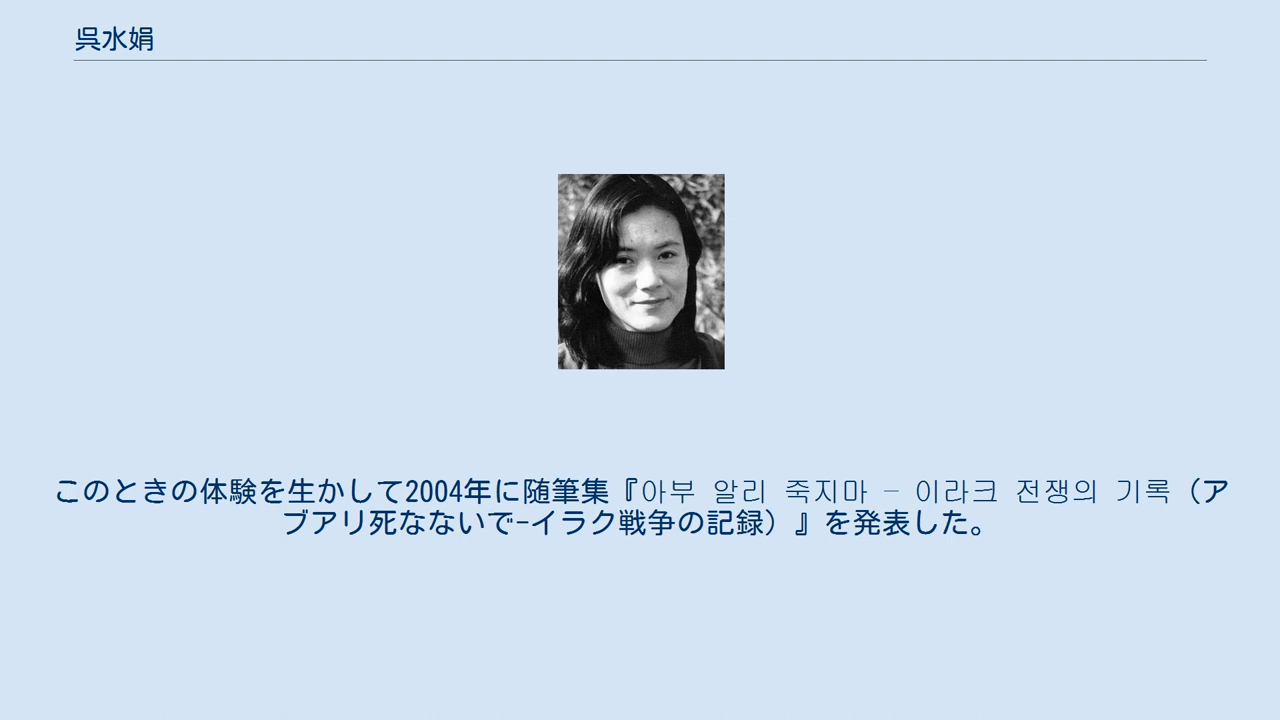 呉水娟
このときの体験を生かして2004年に随筆集『아부 알리 죽지마 – 이라크 전쟁의 기록（ア
ブアリ死なないで-イラク戦争の記録）』を発表した。